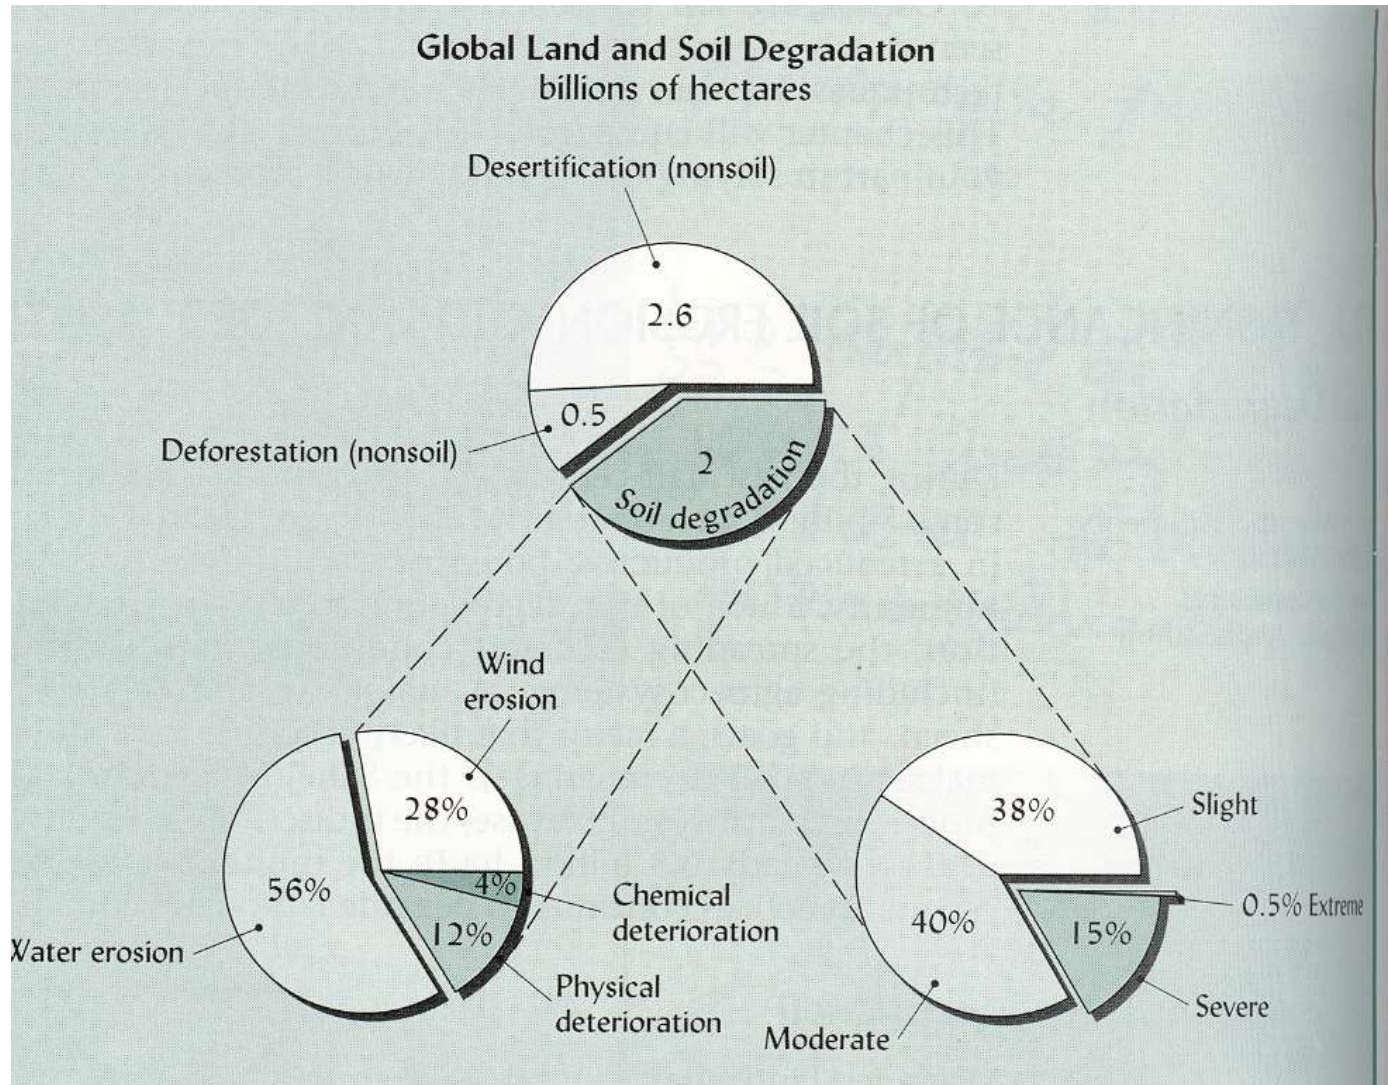 Global Land and Soil Degradation
billions of hectares
Desertification (nonsoil)
2.6
0.5
Deforestation (nonsoil)
2
Soil degradation
Wind
erosion
28%
56%
4%
12%
Water erosion
Chemical
deterioration
Physical
deterioration
38%
Slight
40%
15%
0.5% Extreme
Severe
Moderate